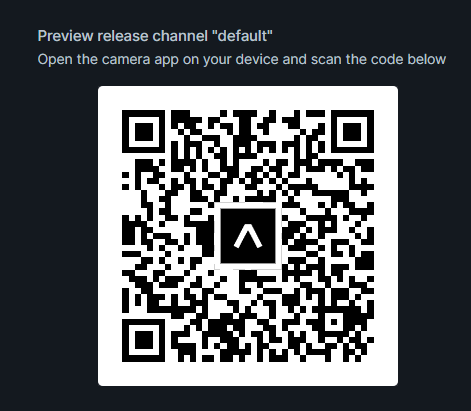 Preview release channel "default"
Open the camera app on your device and scan the code below